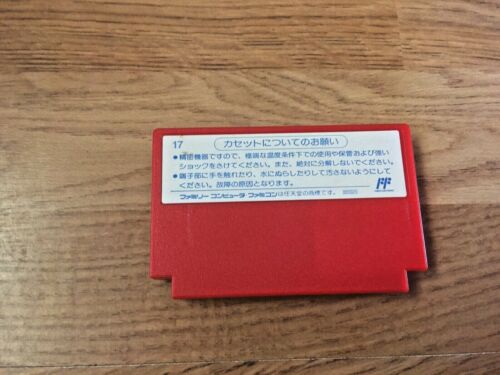 17
カセットについてのお願い
●精密機器ですので、極端な温度条件下での使用や保管および強い
ショックをさけてください。また、絶対に分解しないでください。
●端子部に手を触れたり、水にぬらしたりして汚さないようにして
ください。故障の原因となります。
ファミリー コンピュータ・ファミコンは任天堂の商標です。
FF